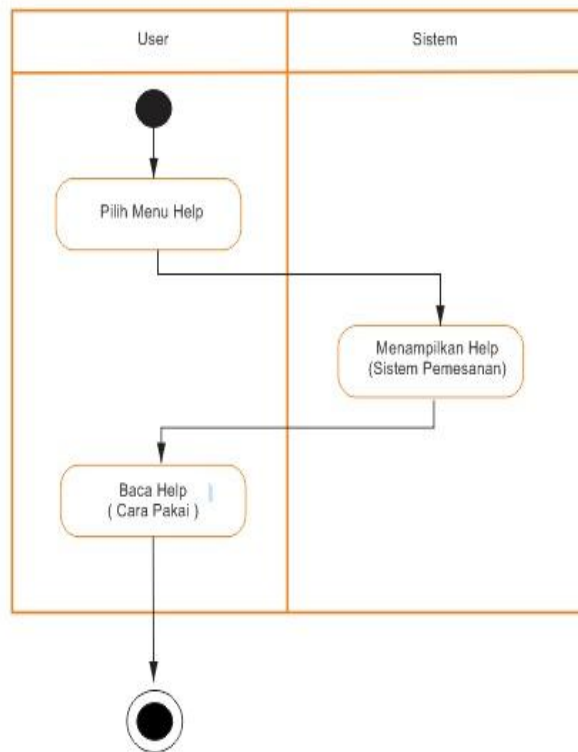 User
Sistem
Pilih Menu Help
Menampilkan Help
(Sistem Pemesanan)
Baca Help
( Cara Pakai )